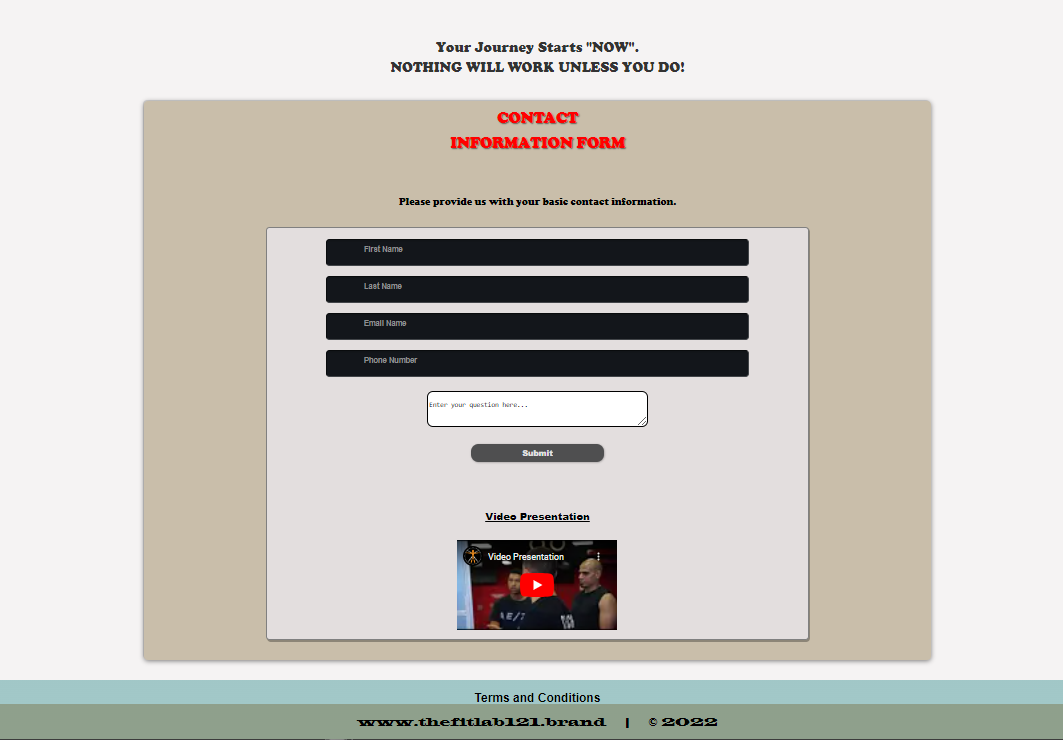 Your Journey Starts "NOW".
NOTHING WILL WORK UNLESS YOU DO!
CONTACT
INFORMATION FORM
Please provide us with your basic contact information.
First Name
Last Name
Email Name
Phone Number
Enter your question here...
Submit
Video Presentation
Video Presentation
Terms and Conditions
www.thefitlab121.brand | © 2022